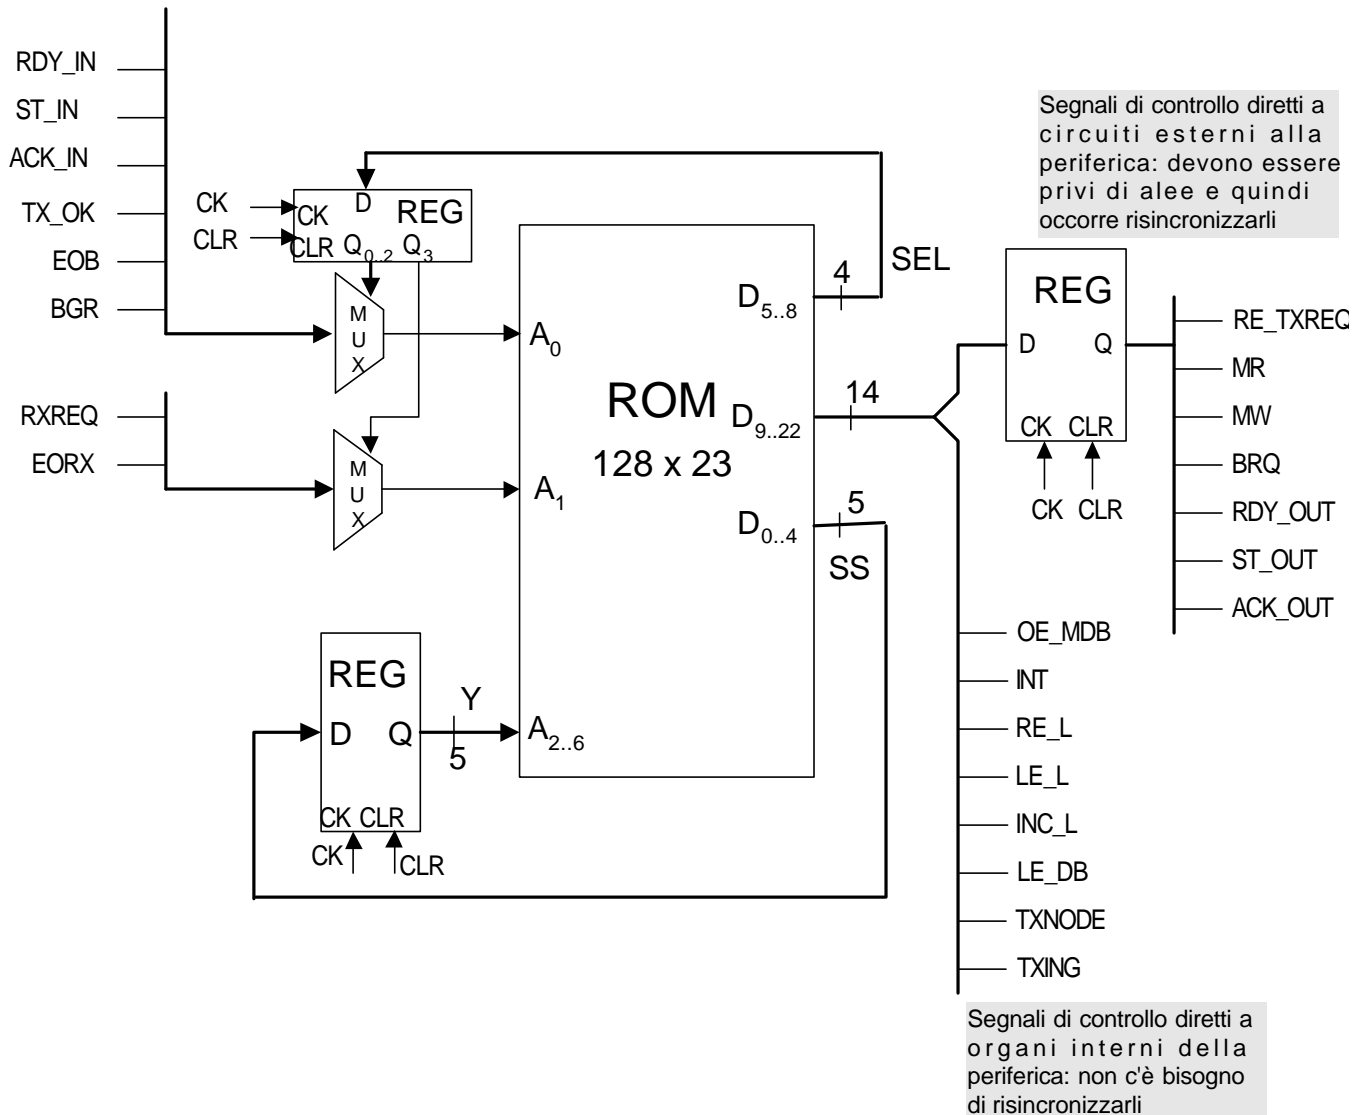 RDY_IN
ST_IN
ACK_IN
TX_OK
EOB
BGR
RXREQ
EORX
CK
CLR
D
REG
CK
CLR
Q0..2
Q3
M
U
X
M
U
X
A0
A1
A2..6
ROM
128 x 23
D5..8
D9..22
D0..4
4
SEL
14
5
SS
REG
D
Q
CK CLR
CK
CLR
Y
5
Segnali di controllo diretti a
circuiti esterni alla
periferica: devono essere
privi di alee e quindi
occorre risincronizzarli
REG
D
Q
CK CLR
CK CLR
RE_TXREQ
MR
MW
BRQ
RDY_OUT
ST_OUT
ACK_OUT
OE_MDB
INT
RE_L
LE_L
INC_L
LE_DB
TXNODE
TXING
Segnali di controllo diretti a
organi interni della
periferica: non c'è bisogno
di risincronizzarli